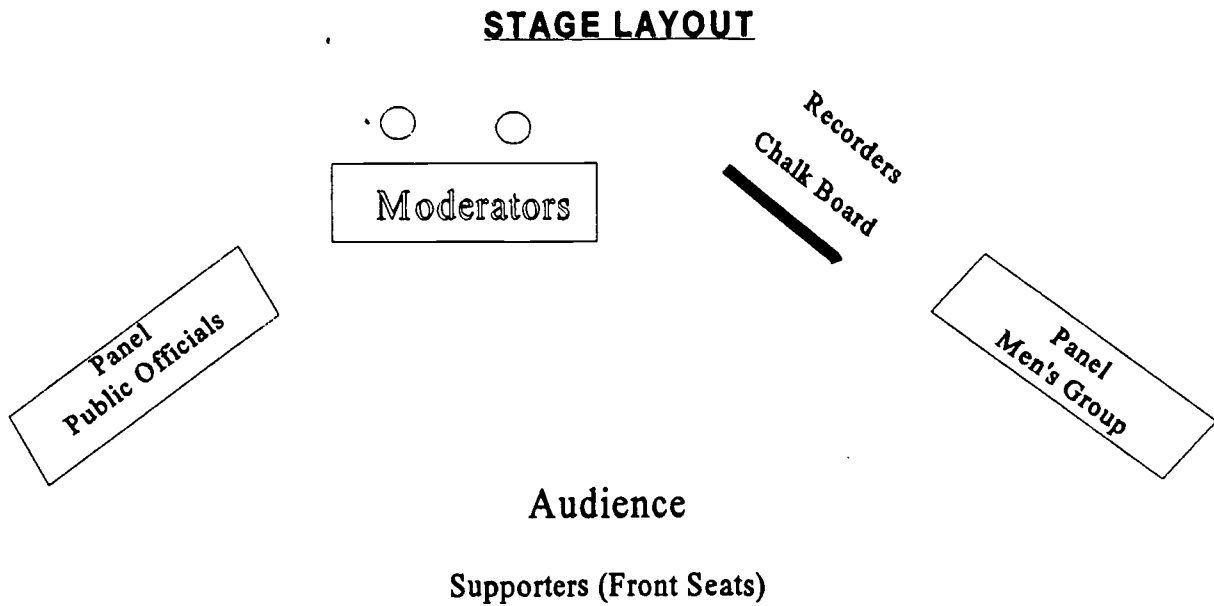 STAGE LAYOUT
Recorders
Chalk Board
Moderators
Panel
Public Officials
Panel
Men's Group
Audience
Supporters (Front Seats)